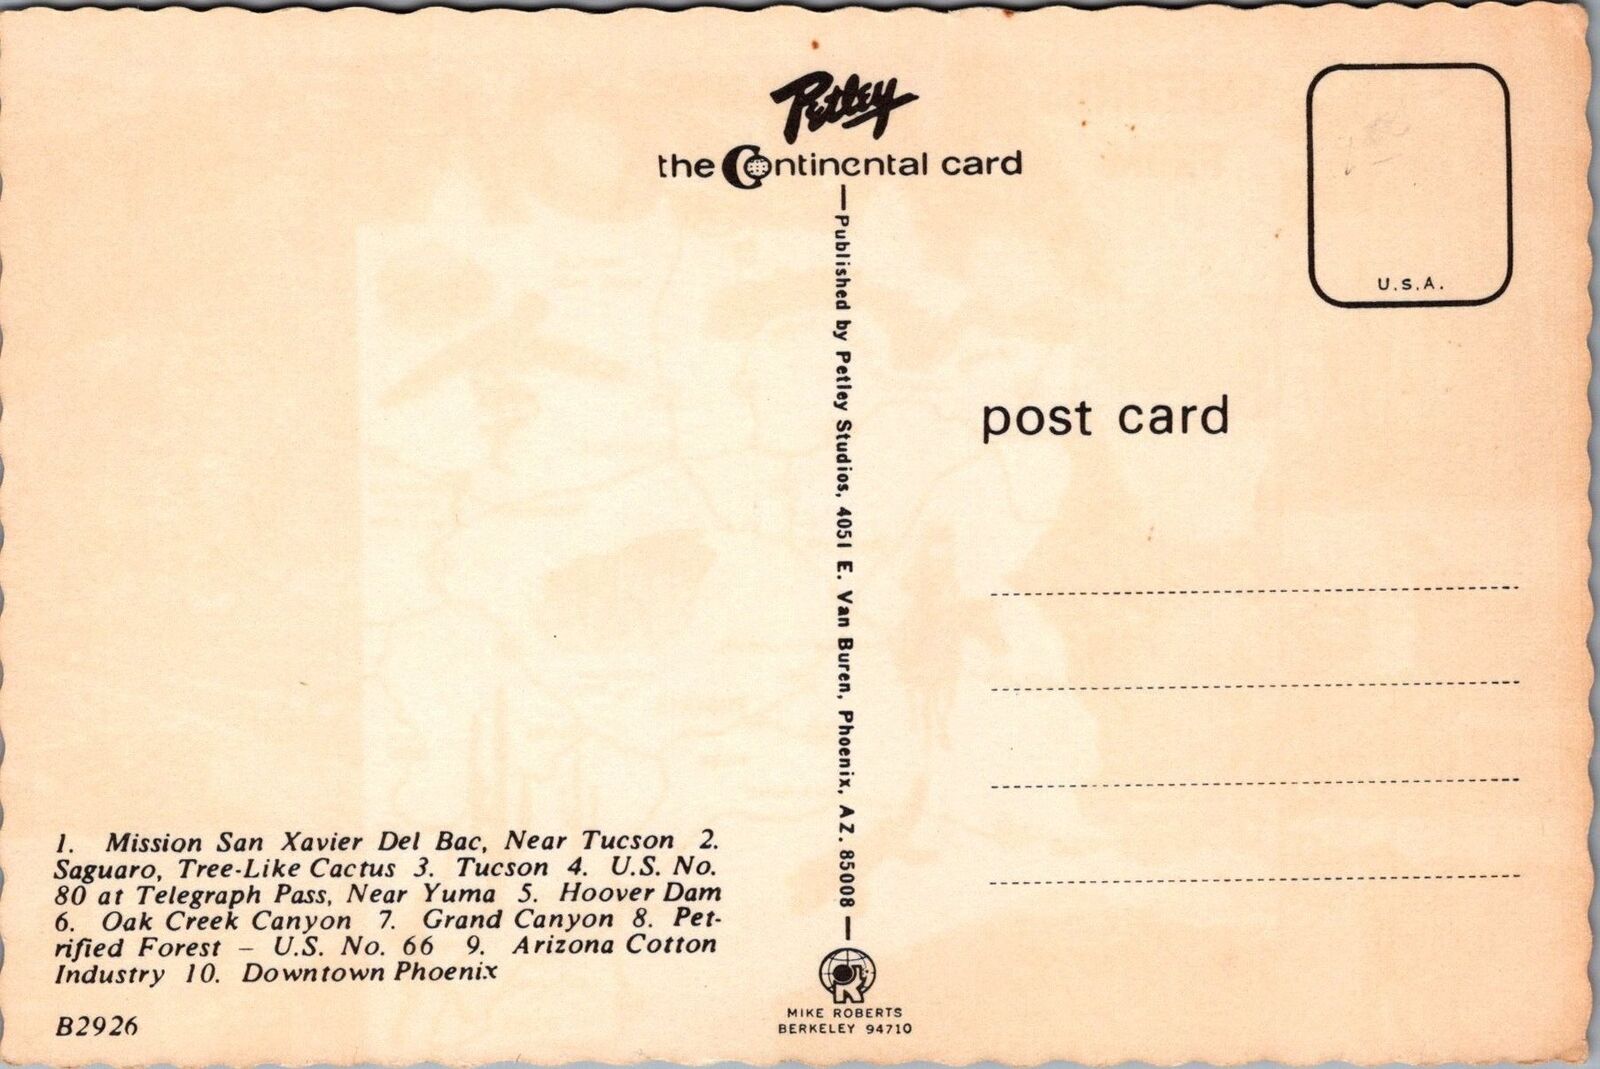 Petley
the Continental card
U.S.A.
post card
Published by Petley Studios, 4051 E. Van Buren, Phoenix, AZ. 85008
1. Mission San Xavier Del Bac, Near Tucson 2.
Saguaro, Tree-Like Cactus 3. Tucson 4. U.S. No.
80 at Telegraph Pass, Near Yuma 5. Hoover Dam
6. Oak Creek Canyon 7. Grand Canyon 8. Pet-
rified Forest – U.S. No. 66 9. Arizona Cotton
Industry 10. Downtown Phoenix
B2926
MIKE ROBERTS
BERKELEY 94710